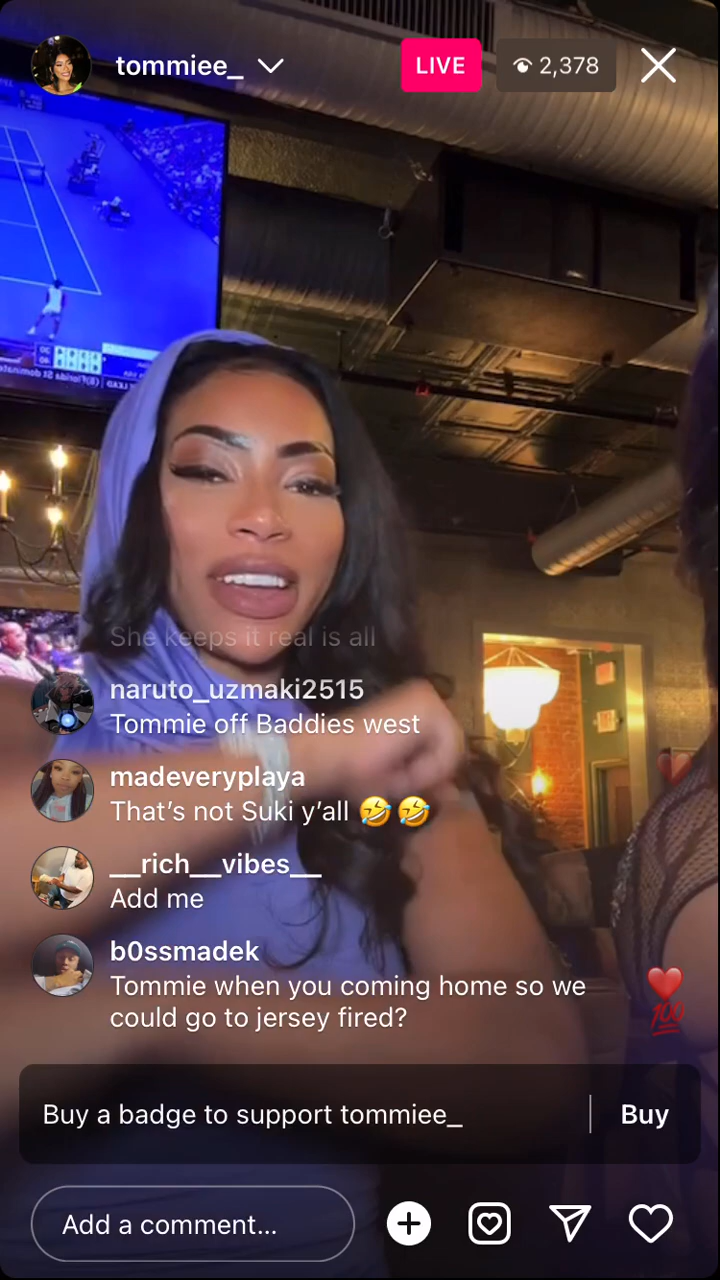 tommiee_
LIVE
2,378
She keeps it real is all
naruto_uzmaki2515
Tommie off Baddies west
madeveryplaya
That's not Suki y'all 🤣🤣
__rich__vibes__
Add me
b0ssmadek
Tommie when you coming home so we
could go to jersey fired?
💯
Buy a badge to support tommiee_
Buy
Add a comment...